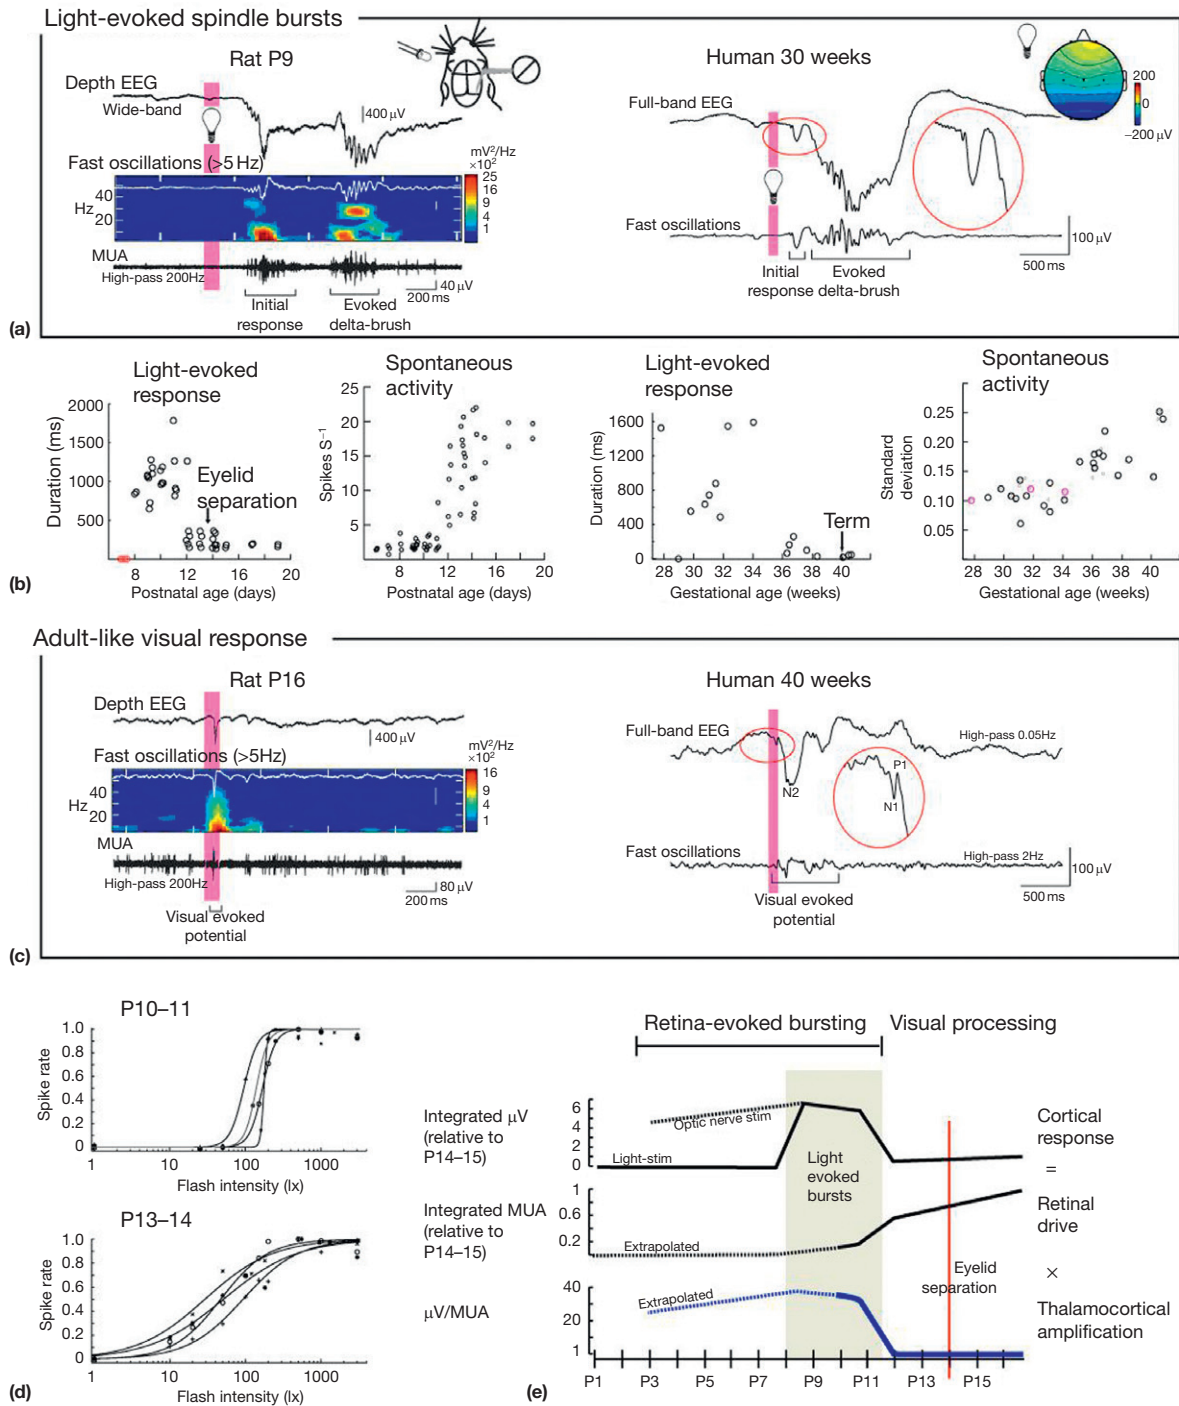 Light-evoked spindle bursts
Rat P9
Human 30 weeks
Depth EEG
Wide-band
400 μV
Full-band EEG
200
0
−200 μV
Fast oscillations (>5 Hz)
mV²/Hz
×10²
25
16
9
4
1
Hz
40
20
MUA
High-pass 200Hz
40 μV
200 ms
Initial
response
Evoked
delta-brush
Fast oscillations
100 μV
500 ms
Initial
response
Evoked
delta-brush
(a)
Light-evoked
response
Duration (ms)
2000
1500
1000
500
Eyelid
separation
8 12 16 20
Postnatal age (days)
Spontaneous
activity
Spikes S⁻¹
25
20
15
10
5
8 12 16 20
Postnatal age (days)
Light-evoked
response
Duration (ms)
1600
1200
800
400
0
Term
28 32 36 40
Gestational age (weeks)
Spontaneous
activity
Standard
deviation
0.25
0.20
0.15
0.10
0.05
28 30 32 34 36 38 40
Gestational age (weeks)
(b)
Adult-like visual response
Rat P16
Human 40 weeks
Depth EEG
400 μV
Fast oscillations (>5Hz)
mV²/Hz
×10²
16
9
4
1
Hz
40
20
MUA
High-pass 200Hz
80 μV
200 ms
Visual evoked
potential
Full-band EEG
High-pass 0.05Hz
N2
P1
N1
Fast oscillations
High-pass 2Hz
100 μV
500 ms
Visual evoked
potential
(c)
P10–11
Spike rate
1.0
0.8
0.6
0.4
0.2
0
1 10 100 1000
Flash intensity (lx)
P13–14
Spike rate
1.0
0.8
0.6
0.4
0.2
0
1 10 100 1000
Flash intensity (lx)
(d)
Retina-evoked bursting
Visual processing
Integrated μV
(relative to
P14–15)
6
4
2
1
0
Optic nerve stim
Light-stim
Light
evoked
bursts
Cortical
response
=
Integrated MUA
(relative to
P14–15)
1
0.6
0.2
Extrapolated
Retinal
drive
Eyelid
separation
×
μV/MUA
40
20
1
Extrapolated
Thalamocortical
amplification
P1 P3 P5 P7 P9 P11 P13 P15
(e)